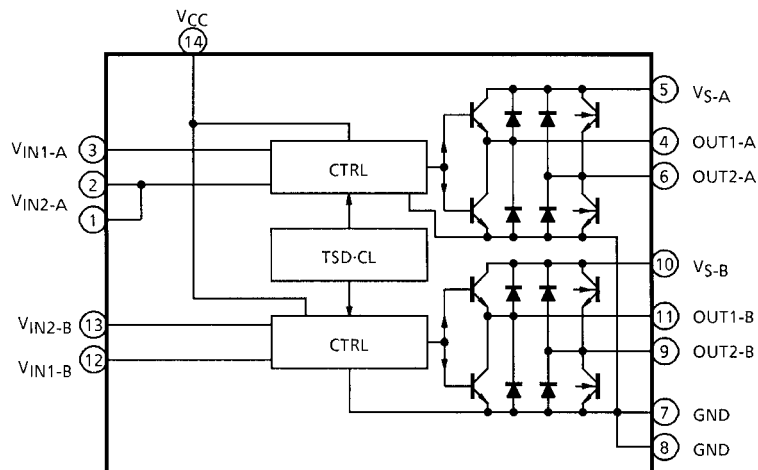 VCC
14
5 VS-A
VIN1-A 3
4 OUT1-A
CTRL
2
6 OUT2-A
VIN2-A
1
TSD·CL
10 VS-B
11 OUT1-B
VIN2-B 13
CTRL
9 OUT2-B
VIN1-B 12
7 GND
8 GND